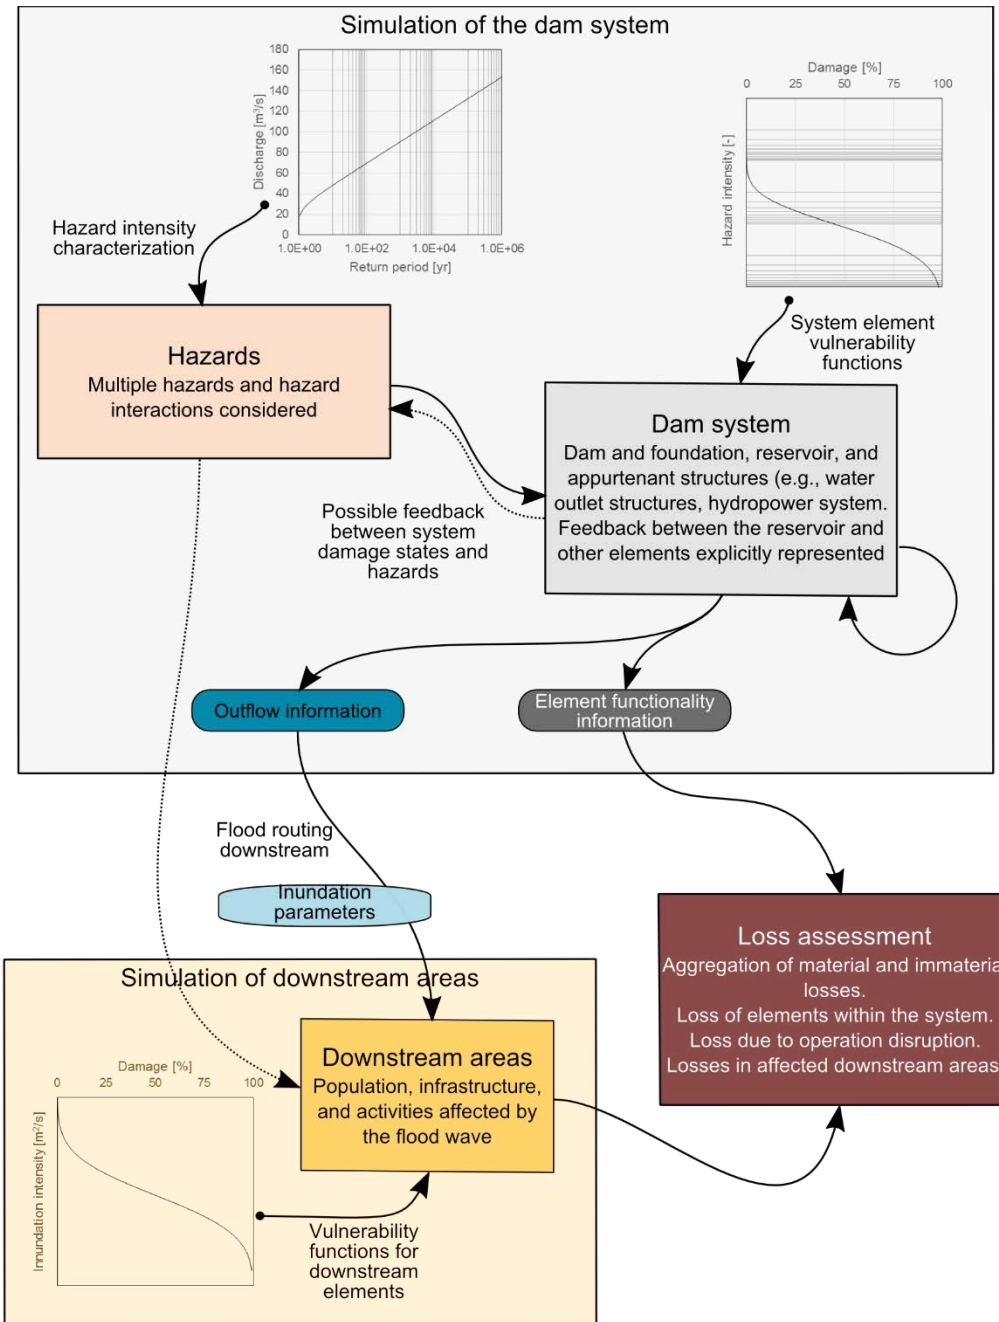 Simulation of the dam system
180
160
140
120
100
80
60
40
20
0
Discharge [m³/s]
1.0E+00
1.0E+02
1.0E+04
1.0E+06
Return period [yr]
Damage [%]
0
25
50
75
100
Hazard intensity [-]
Hazard intensity
characterization
System element
vulnerability
functions
Hazards
Multiple hazards and hazard
interactions considered
Dam system
Dam and foundation, reservoir, and
appurtenant structures (e.g., water
outlet structures, hydropower system.
Feedback between the reservoir and
other elements explicitly represented
Possible feedback
between system
damage states and
hazards
Outflow information
Element functionality
information
Flood routing
downstream
Inundation
parameters
Loss assessment
Aggregation of material and immateria
losses.
Loss of elements within the system.
Loss due to operation disruption.
Losses in affected downstream areas
Simulation of downstream areas
Damage [%]
0
25
50
75
100
Innundation intensity [m²/s]
Downstream areas
Population, infrastructure,
and activities affected by
the flood wave
Vulnerability
functions for
downstream
elements